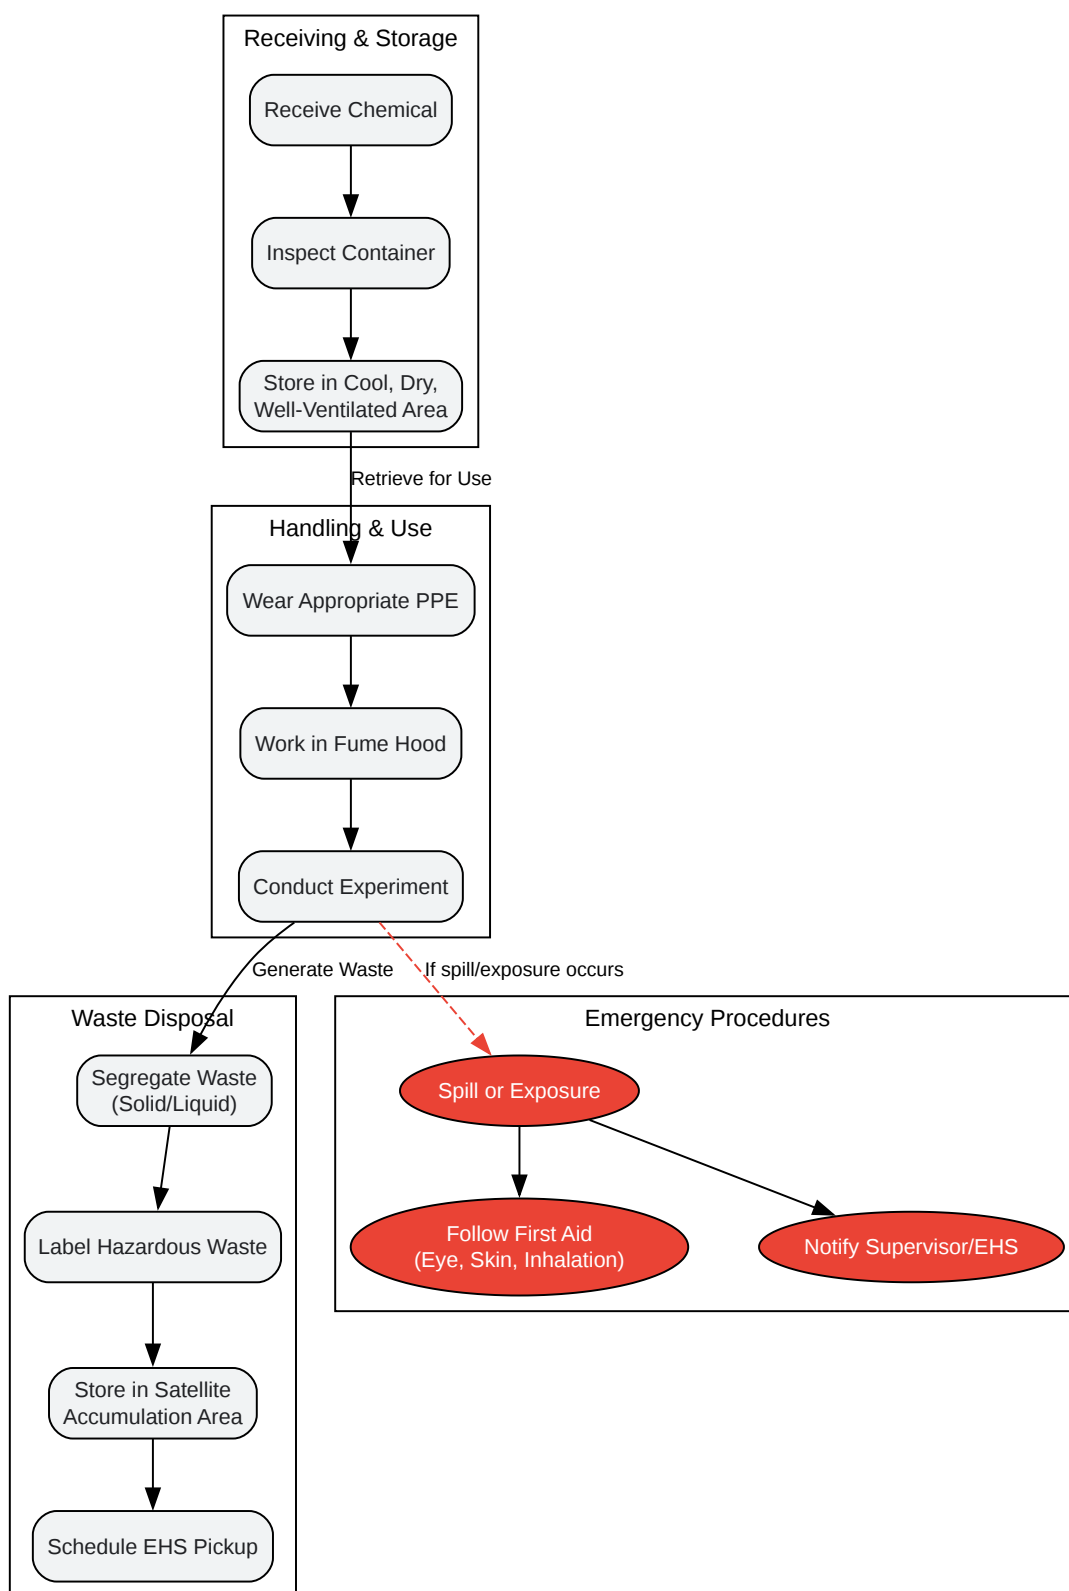 Receiving & Storage
Receive Chemical
Inspect Container
Store in Cool, Dry,
Well-Ventilated Area
Retrieve for Use
Handling & Use
Wear Appropriate PPE
Work in Fume Hood
Conduct Experiment
Generate Waste
If spill/exposure occurs
Waste Disposal
Segregate Waste
(Solid/Liquid)
Label Hazardous Waste
Store in Satellite
Accumulation Area
Schedule EHS Pickup
Emergency Procedures
Spill or Exposure
Follow First Aid
(Eye, Skin, Inhalation)
Notify Supervisor/EHS